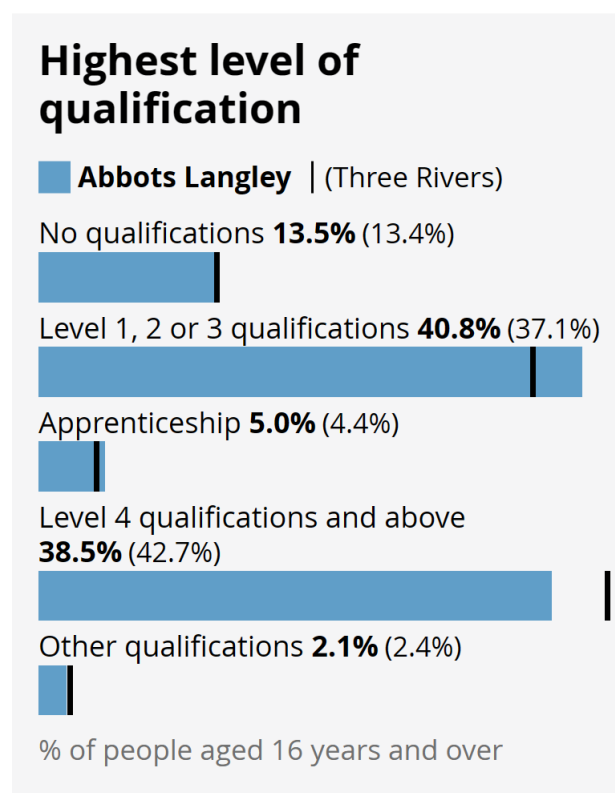 Highest level of
qualification
Abbots Langley | (Three Rivers)
No qualifications 13.5% (13.4%)
Level 1, 2 or 3 qualifications 40.8% (37.1%)
Apprenticeship 5.0% (4.4%)
Level 4 qualifications and above
38.5% (42.7%)
Other qualifications 2.1% (2.4%)
% of people aged 16 years and over